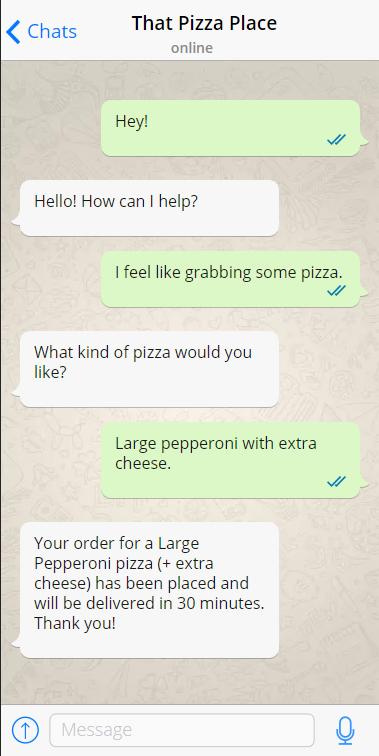 Chats
That Pizza Place
online
Hey!
Hello! How can I help?
I feel like grabbing some pizza.
What kind of pizza would you
like?
Large pepperoni with extra
cheese.
Your order for a Large
Pepperoni pizza (+ extra
cheese) has been placed and
will be delivered in 30 minutes.
Thank you!
Message